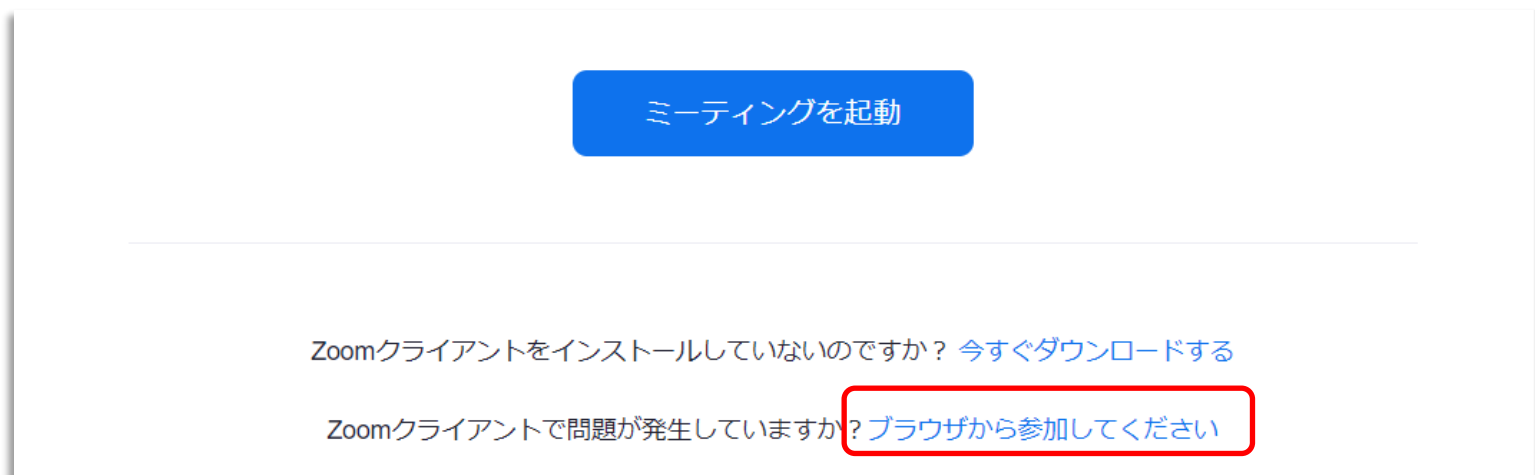 ミーティングを起動
Zoomクライアントをインストールしていないのですか？ 今すぐダウンロードする
Zoomクライアントで問題が発生していますか？ブラウザから参加してください